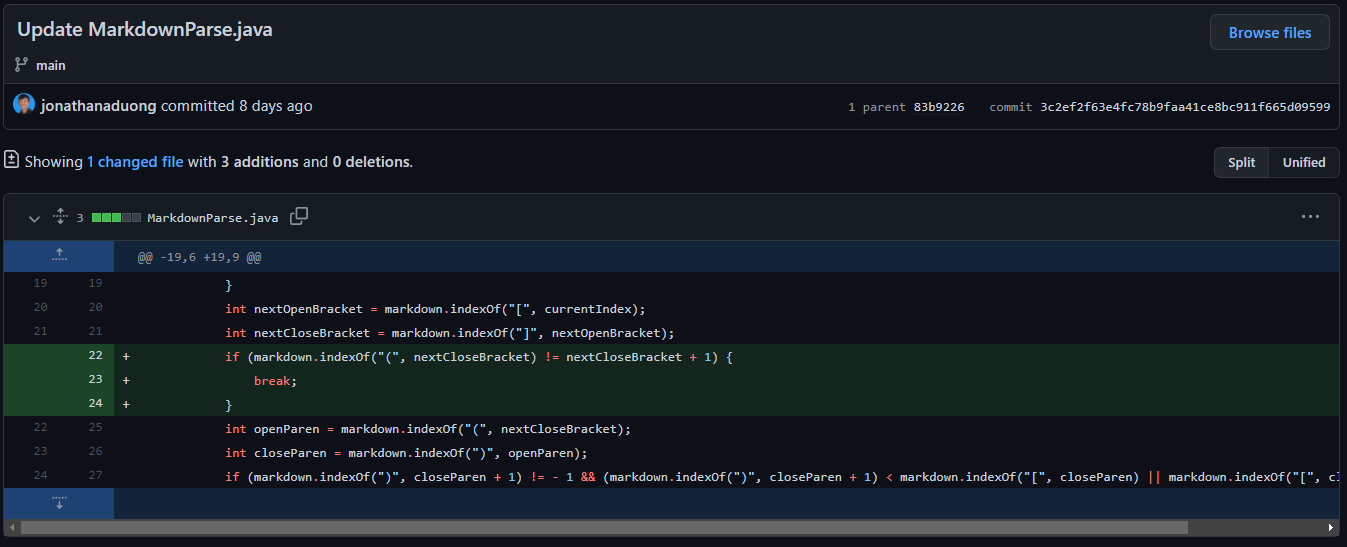 Update MarkdownParse.java
Browse files
main
jonathanaduong committed 8 days ago
1 parent 83b9226 commit 3c2ef2f63e4fc78b9faa41ce8bc911f665d09599
Showing 1 changed file with 3 additions and 0 deletions.
Split Unified
3 MarkdownParse.java
@@ -19,6 +19,9 @@
19 19 }
20 20 int nextOpenBracket = markdown.indexOf("[", currentIndex);
21 21 int nextCloseBracket = markdown.indexOf("]", nextOpenBracket);
22 + if (markdown.indexOf("(", nextCloseBracket) != nextCloseBracket + 1) {
23 + break;
24 + }
22 25 int openParen = markdown.indexOf("(", nextCloseBracket);
23 26 int closeParen = markdown.indexOf(")", openParen);
24 27 if (markdown.indexOf(")", closeParen + 1) != - 1 && (markdown.indexOf(")", closeParen + 1) < markdown.indexOf("[", closeParen) || markdown.indexOf("[",